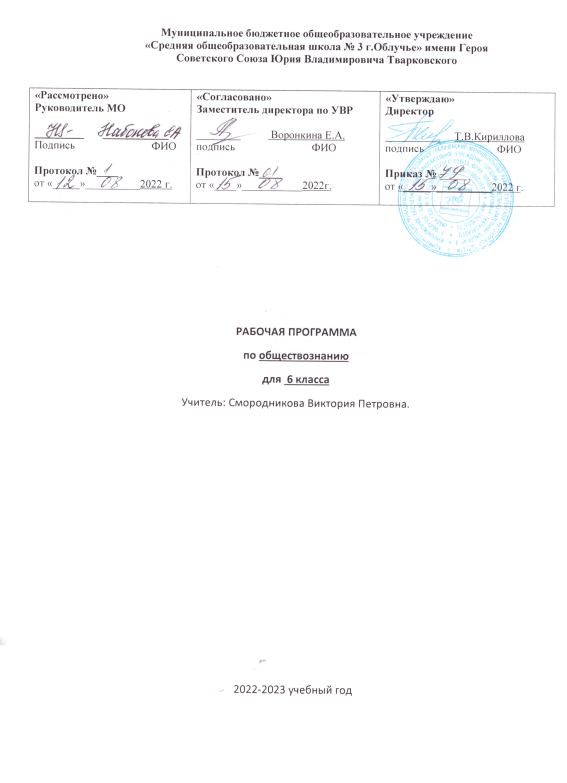 Муниципальное бюджетное общеобразовательное учреждение
«Средняя общеобразовательная школа № 3 г.Облучье» имени Героя
Советского Союза Юрия Владимировича Тварковского
«Рассмотрено»
Руководитель МО
Набокова ЕА
Подпись ФИО
Протокол № 1
от «12» 08 2022 г.
«Согласовано»
Заместитель директора по УВР
Воронкина Е.А.
подпись ФИО
Протокол № 01
от «15» 08 2022г.
«Утверждаю»
Директор
Т.В.Кириллова
подпись ФИО
Приказ №
от «15» 08 2022 г.
РАБОЧАЯ ПРОГРАММА
по обществознанию
для 6 класса
Учитель: Смородникова Виктория Петровна.
2022-2023 учебный год